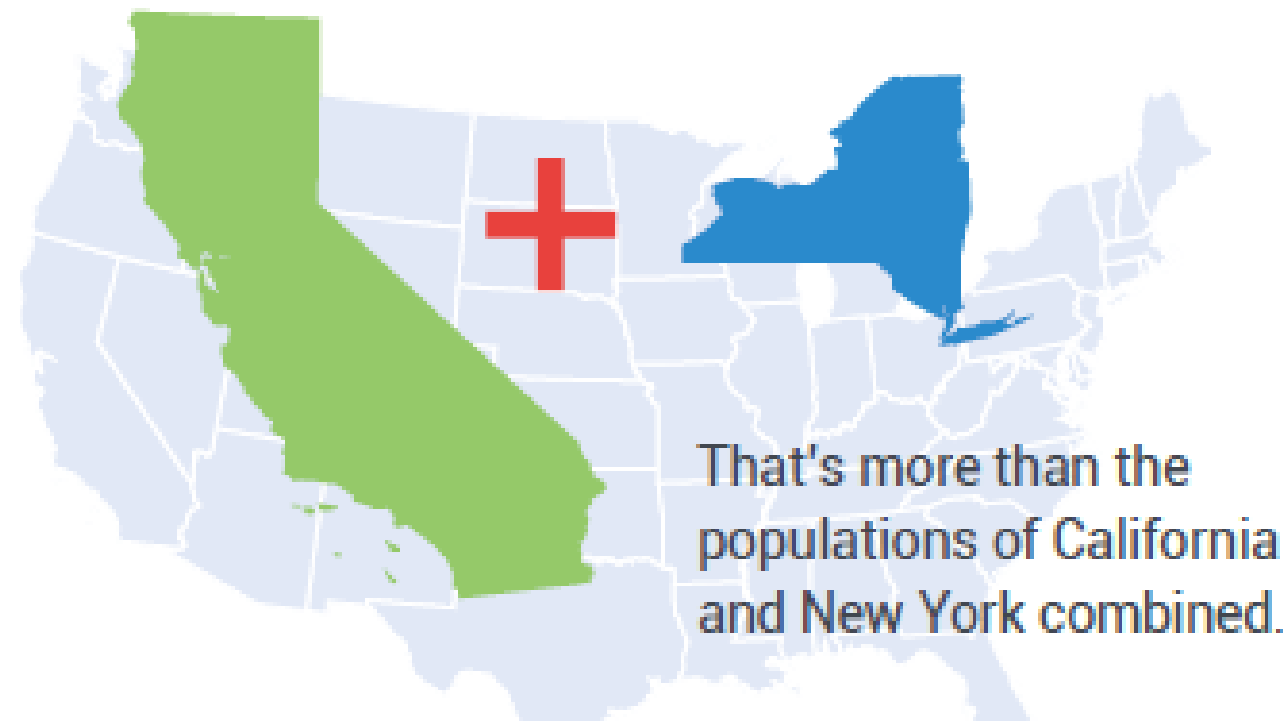 That's more than the
populations of California
and New York combined.